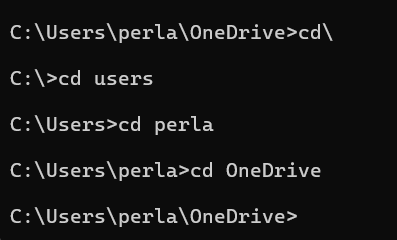 C:\Users\perla\OneDrive>cd\
C:\>cd users
C:\Users>cd perla
C:\Users\perla>cd OneDrive
C:\Users\perla\OneDrive>